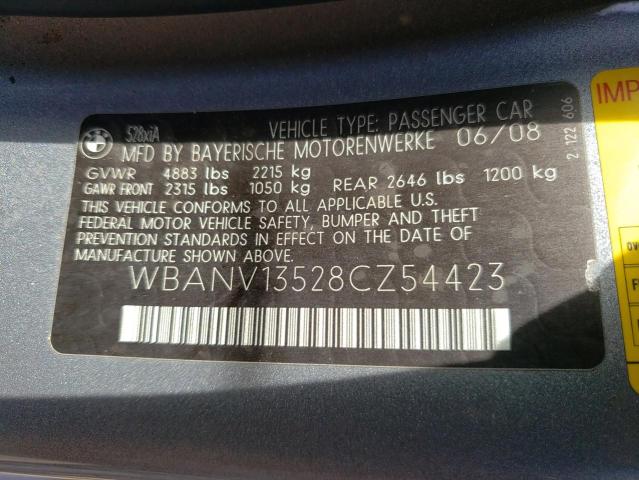 BMW
528xiA
VEHICLE TYPE: PASSENGER CAR
MFD BY BAYERISCHE MOTORENWERKE 06/08
GVWR 4883 lbs 2215 kg
GAWR FRONT 2315 lbs 1050 kg REAR 2646 lbs 1200 kg
THIS VEHICLE CONFORMS TO ALL APPLICABLE U.S.
FEDERAL MOTOR VEHICLE SAFETY, BUMPER AND THEFT
PREVENTION STANDARDS IN EFFECT ON THE DATE OF
MANUFACTURE SHOWN ABOVE.
WBANV13528CZ54423
2 122 606
IMP